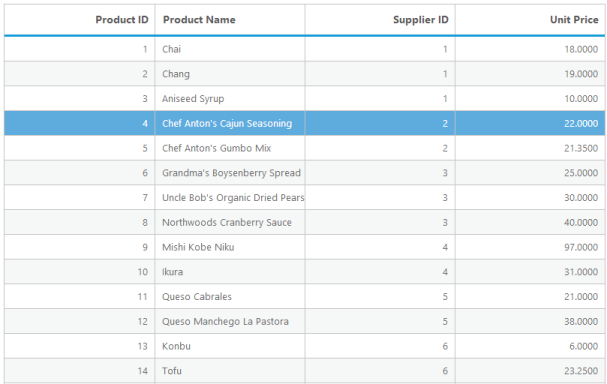 Product ID Product Name Supplier ID Unit Price
1 Chai 1 18.0000
2 Chang 1 19.0000
3 Aniseed Syrup 1 10.0000
4 Chef Anton's Cajun Seasoning 2 22.0000
5 Chef Anton's Gumbo Mix 2 21.3500
6 Grandma's Boysenberry Spread 3 25.0000
7 Uncle Bob's Organic Dried Pears 3 30.0000
8 Northwoods Cranberry Sauce 3 40.0000
9 Mishi Kobe Niku 4 97.0000
10 Ikura 4 31.0000
11 Queso Cabrales 5 21.0000
12 Queso Manchego La Pastora 5 38.0000
13 Konbu 6 6.0000
14 Tofu 6 23.2500